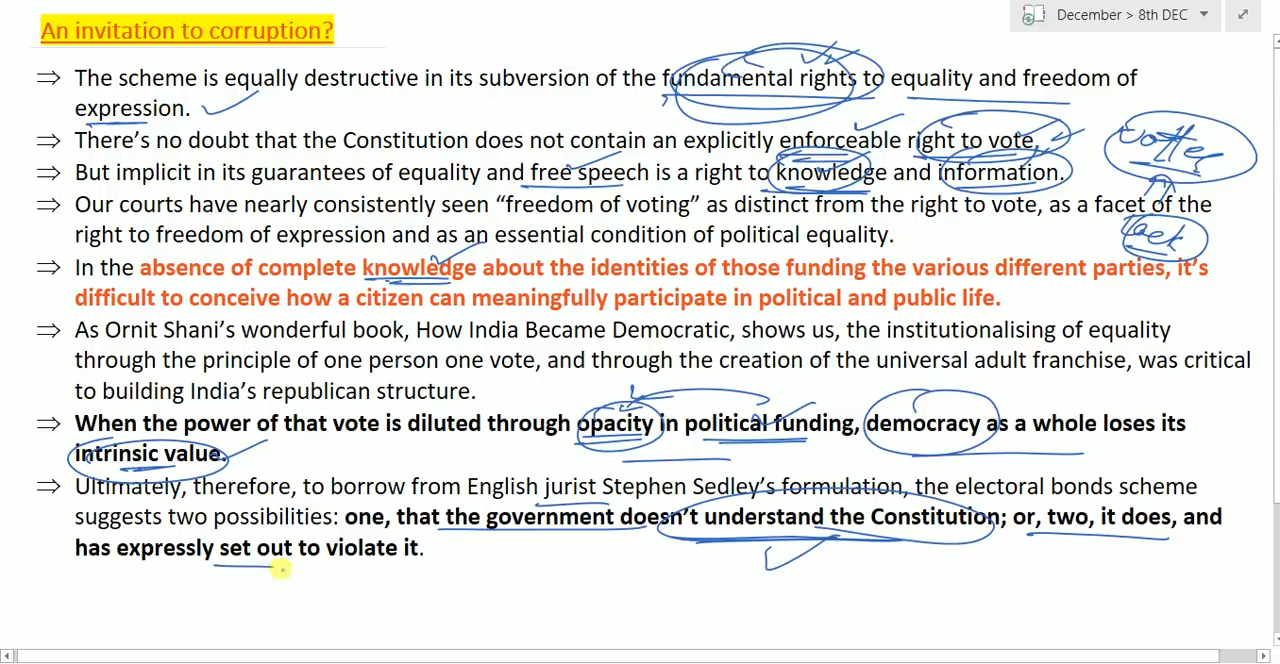 December > 8th DEC
An invitation to corruption?
⇒ The scheme is equally destructive in its subversion of the fundamental rights to equality and freedom of
expression.
⇒ There's no doubt that the Constitution does not contain an explicitly enforceable right to vote,
⇒ But implicit in its guarantees of equality and free speech is a right to knowledge and information.
⇒ Our courts have nearly consistently seen “freedom of voting” as distinct from the right to vote, as a facet of the
right to freedom of expression and as an essential condition of political equality.
⇒ In the absence of complete knowledge about the identities of those funding the various different parties, it's
difficult to conceive how a citizen can meaningfully participate in political and public life.
⇒ As Ornit Shani's wonderful book, How India Became Democratic, shows us, the institutionalising of equality
through the principle of one person one vote, and through the creation of the universal adult franchise, was critical
to building India's republican structure.
⇒ When the power of that vote is diluted through opacity in political funding, democracy as a whole loses its
intrinsic value.
⇒ Ultimately, therefore, to borrow from English jurist Stephen Sedley's formulation, the electoral bonds scheme
suggests two possibilities: one, that the government doesn't understand the Constitution; or, two, it does, and
has expressly set out to violate it.